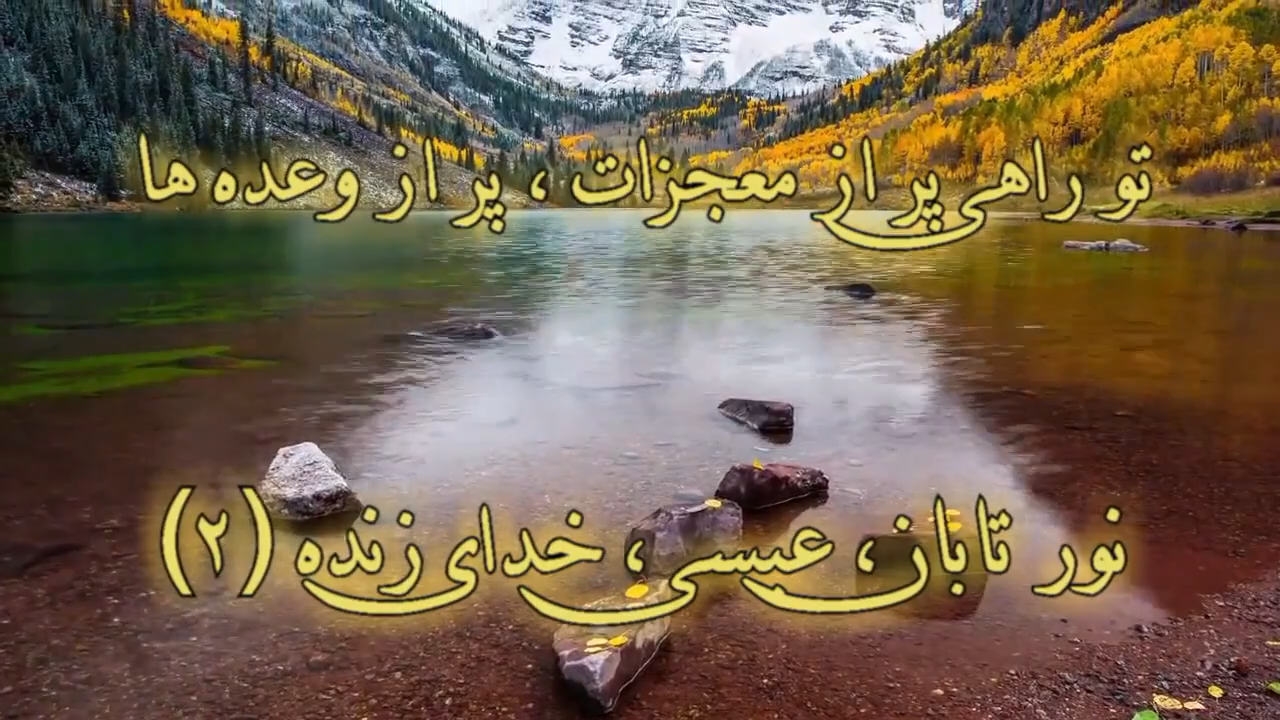 تو راهی پر از معجزات ، پر از وعده ها
نور تابان، عیسی، خدای زنده (۲)